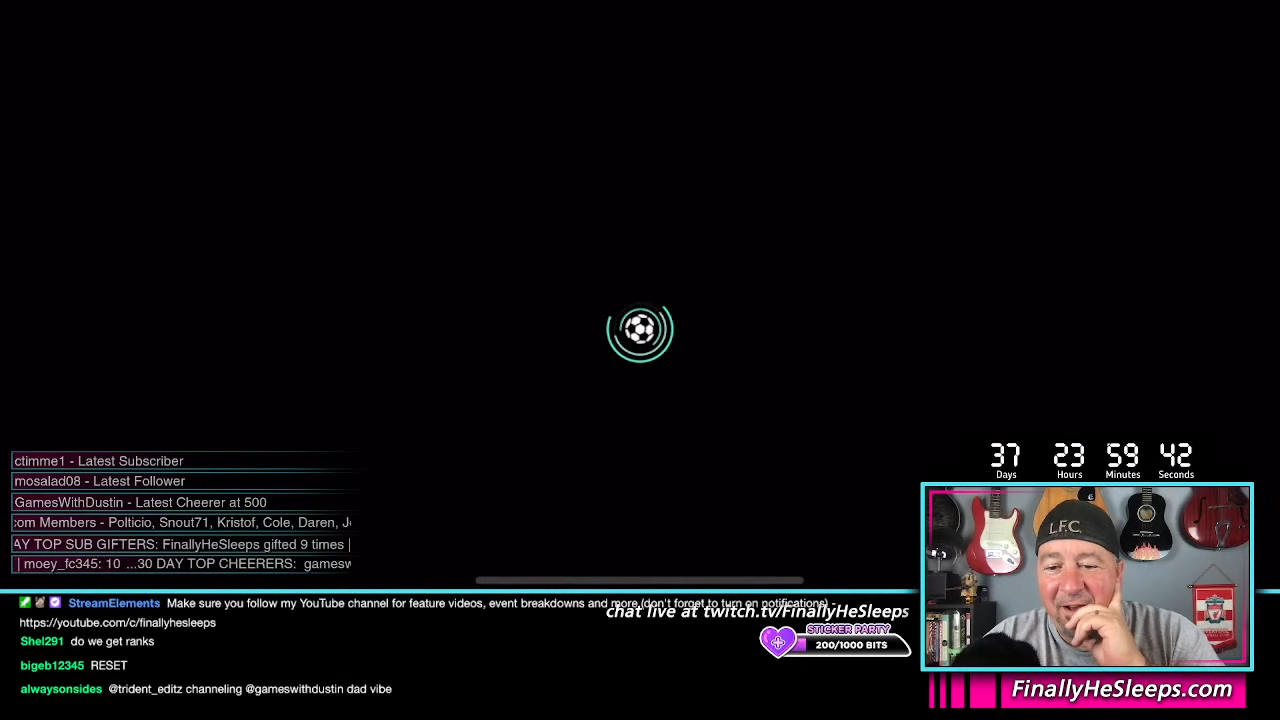 37 23 59 42
Days Hours Minutes Seconds
ctimme1 - Latest Subscriber
mosalad08 - Latest Follower
GamesWithDustin - Latest Cheerer at 500
om Members - Polticio, Snout71, Kristof, Cole, Daren, J
AY TOP SUB GIFTERS: FinallyHeSleeps gifted 9 times |
| moey_fc345: 10 ...30 DAY TOP CHEERERS: gamesw
L.F.C.
StreamElements Make sure you follow my YouTube channel for feature videos, event breakdowns and more (don't forget to turn on notifications) -
https://youtube.com/c/finallyhesleeps
chat live at twitch.tv/FinallyHeSleeps
STICKER PARTY
200/1000 BITS
Shel291 do we get ranks
bigeb12345 RESET
alwaysonsides @trident_editz channeling @gameswithdustin dad vibe
FinallyHeSleeps.com